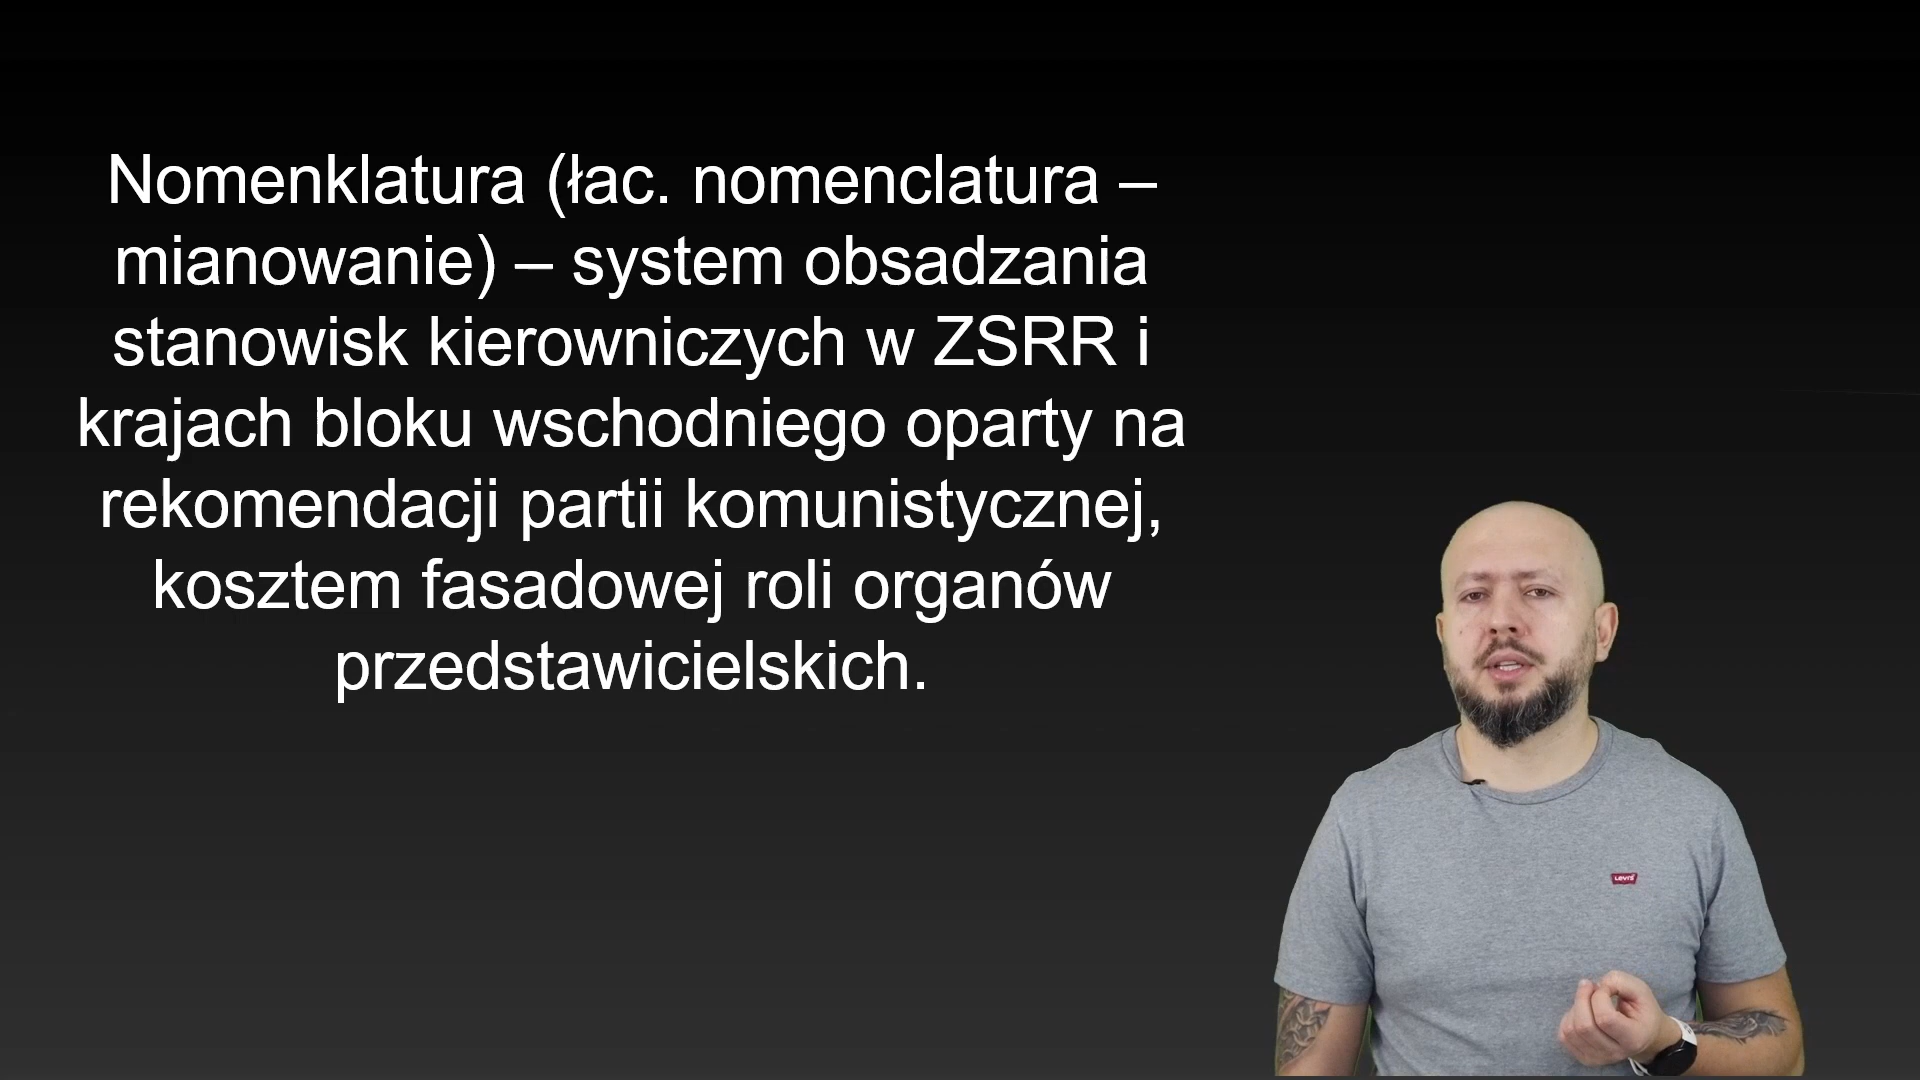 Nomenklatura (łac. nomenclatura –
mianowanie) – system obsadzania
stanowisk kierowniczych w ZSRR i
krajach bloku wschodniego oparty na
rekomendacji partii komunistycznej,
kosztem fasadowej roli organów
przedstawicielskich.
Levi's